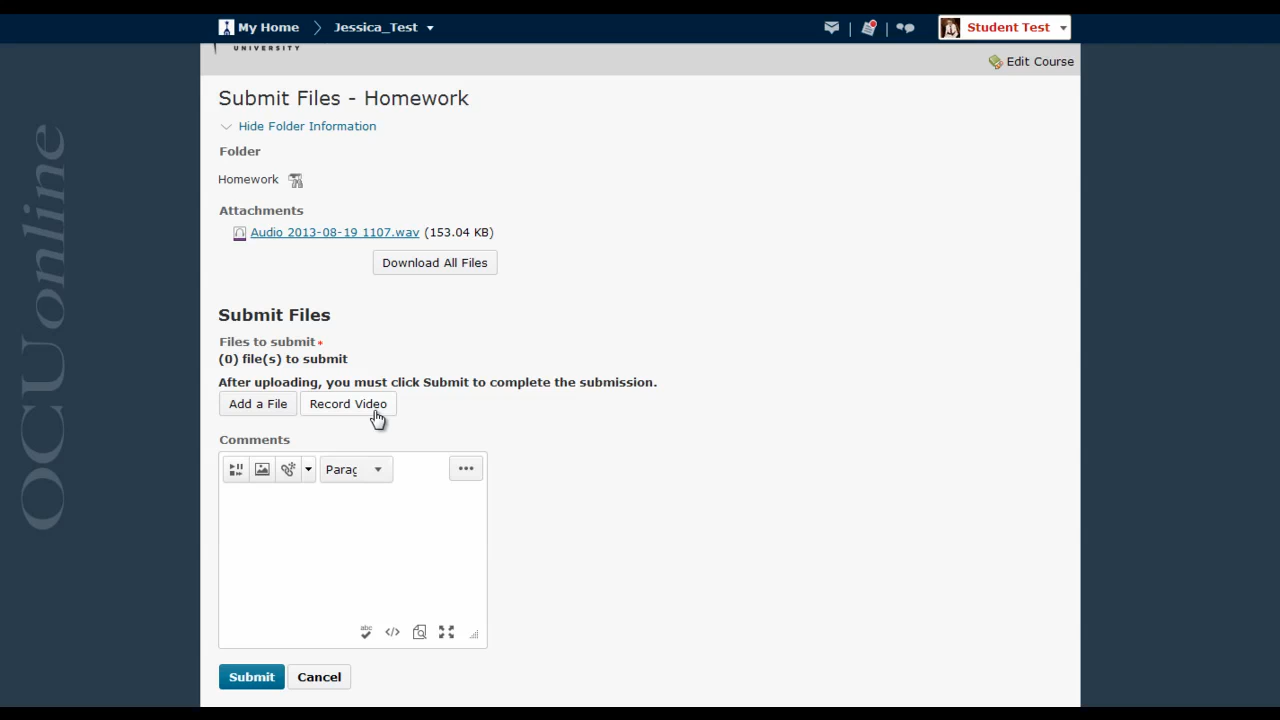 My Home
Jessica_Test
Student Test
UNIVERSITY
Edit Course
OCUonline
Submit Files - Homework
Hide Folder Information
Folder
Homework
Attachments
Audio 2013-08-19 1107.wav (153.04 KB)
Download All Files
Submit Files
Files to submit *
(0) file(s) to submit
After uploading, you must click Submit to complete the submission.
Add a File
Record Video
Comments
Parag
abc
</>
Submit
Cancel